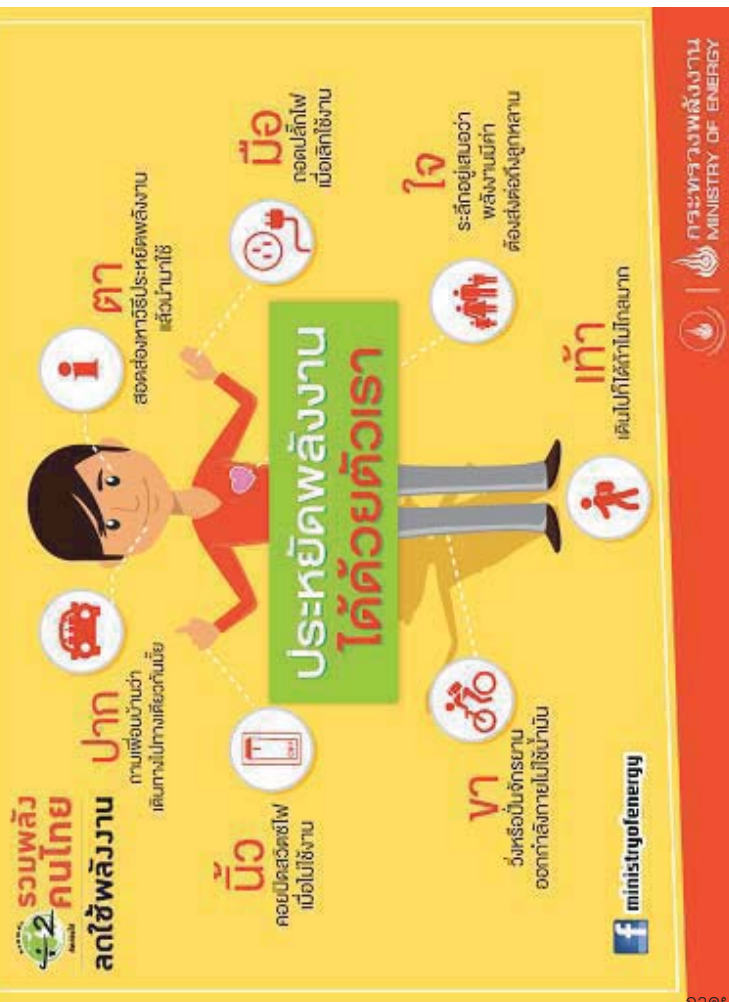 รวมพลัง
คนไทย
ลดใช้พลังงาน
ปาก
ถามเพื่อนบ้านว่า
เดินทางไปทางเดียวกันมั้ย
ตา
สอดส่องหาวิธีประหยัดพลังงาน
แล้วนำมาใช้
นิ้ว
คอยปิดสวิตซ์ไฟ
เมื่อไม่ใช้งาน
มือ
ถอดปลั๊กไฟ
เมื่อเลิกใช้งาน
ประหยัดพลังงาน
ได้ด้วยตัวเรา
ขา
วิ่งหรือปั่นจักรยาน
ออกกำลังกายไม่ใช้น้ำมัน
ใจ
ระลึกอยู่เสมอว่า
พลังงานมีค่า
ต้องส่งต่อถึงลูกหลาน
เท้า
เดินไปก็ได้ถ้าไม่ไกลมาก
f ministryofenergy
กระทรวงพลังงาน
MINISTRY OF ENERGY